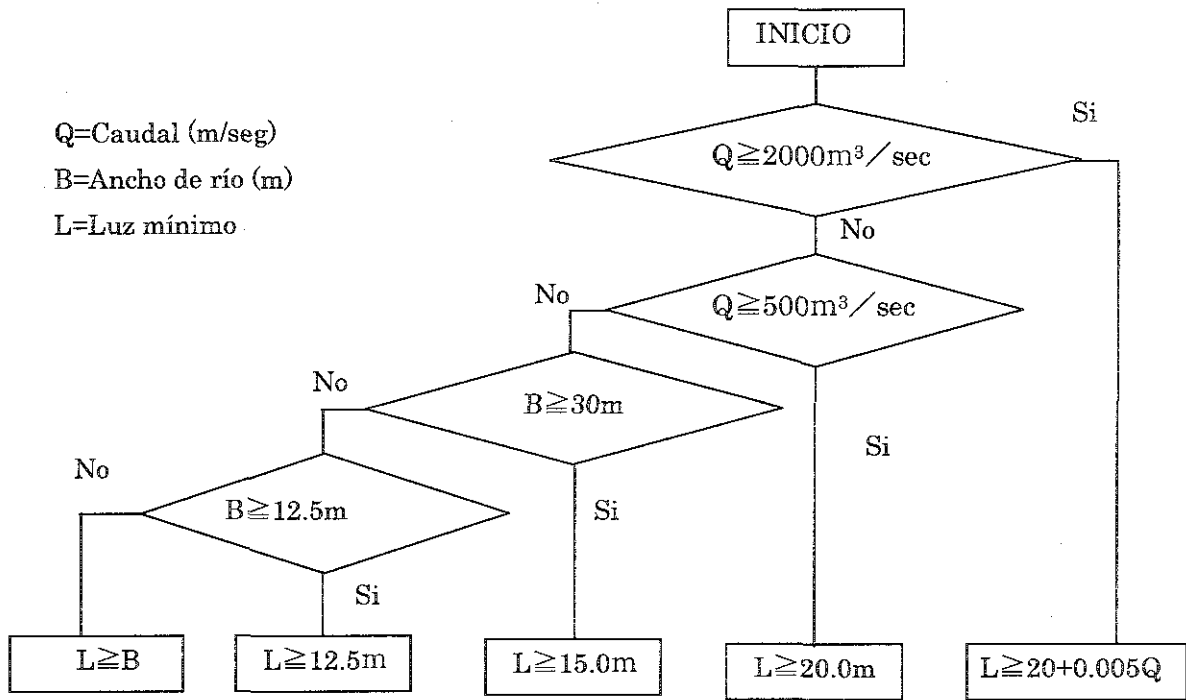 INICIO
Q=Caudal (m/seg)
B=Ancho de río (m)
L=Luz mínimo
Si
Q≧2000m³／sec
No
No
Q≧500m³／sec
No
B≧30m
Si
No
B≧12.5m
Si
Si
L≧B
L≧12.5m
L≧15.0m
L≧20.0m
L≧20+0.005Q